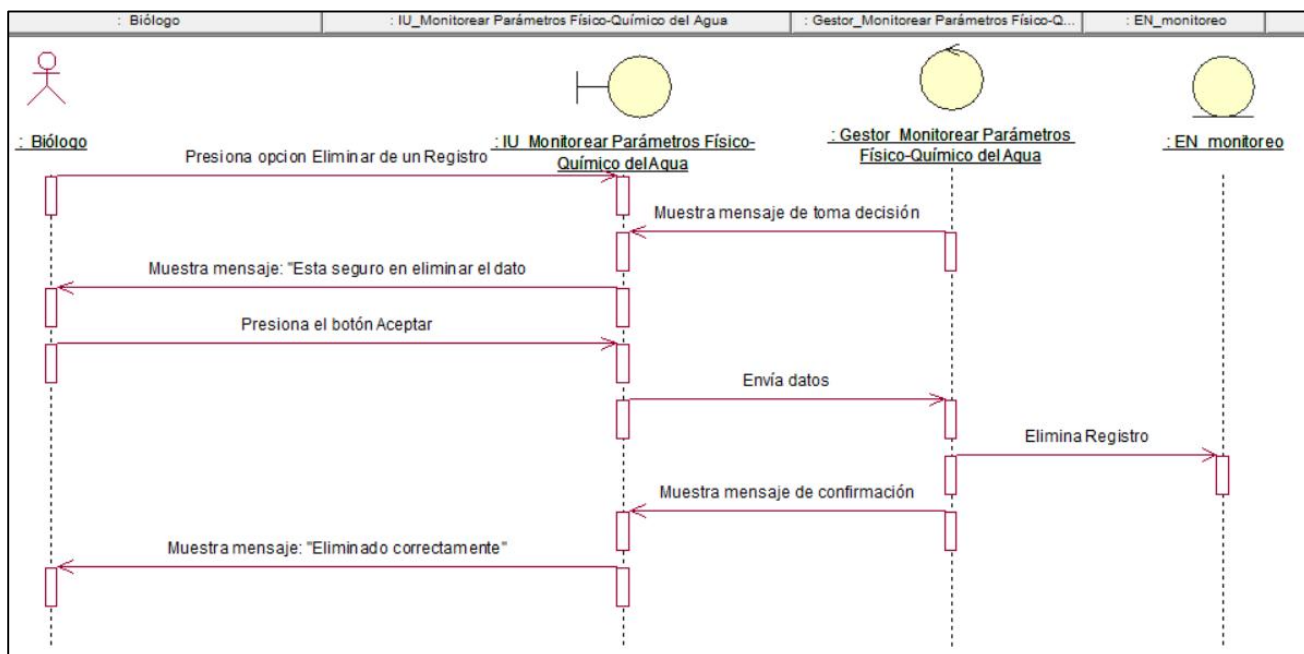 : Biólogo
: IU_Monitorear Parámetros Físico-Químico del Agua
: Gestor_Monitorear Parámetros Físico-Q...
: EN_monitoreo
: Biólogo
: IU_Monitorear Parámetros Físico-
Químico del Agua
: Gestor_Monitorear Parámetros
Físico-Químico del Agua
: EN_monitoreo
Presiona opcion Eliminar de un Registro
Muestra mensaje de toma decisión
Muestra mensaje: "Esta seguro en eliminar el dato
Presiona el botón Aceptar
Envía datos
Elimina Registro
Muestra mensaje de confirmación
Muestra mensaje: "Eliminado correctamente"